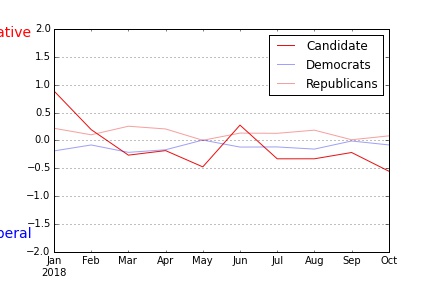 ative
2.0
1.5
1.0
0.5
0.0
−0.5
−1.0
−1.5
−2.0
beral
Candidate
Democrats
Republicans
Jan Feb Mar Apr May Jun Jul Aug Sep Oct
2018